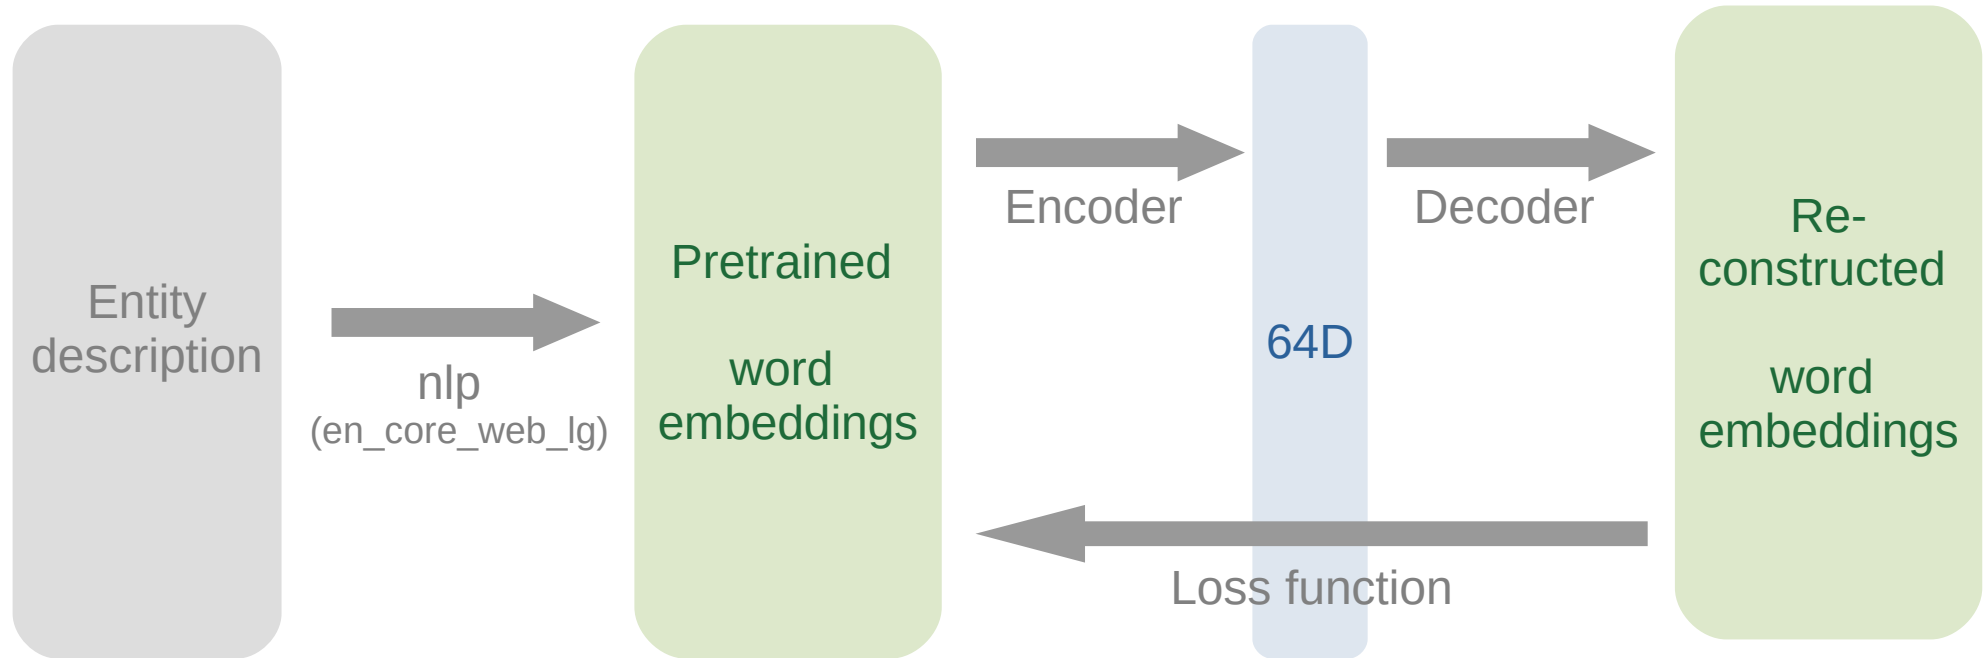 Entity
description
nlp
(en_core_web_lg)
Pretrained
word
embeddings
Encoder
64D
Decoder
Loss function
Re-
constructed
word
embeddings